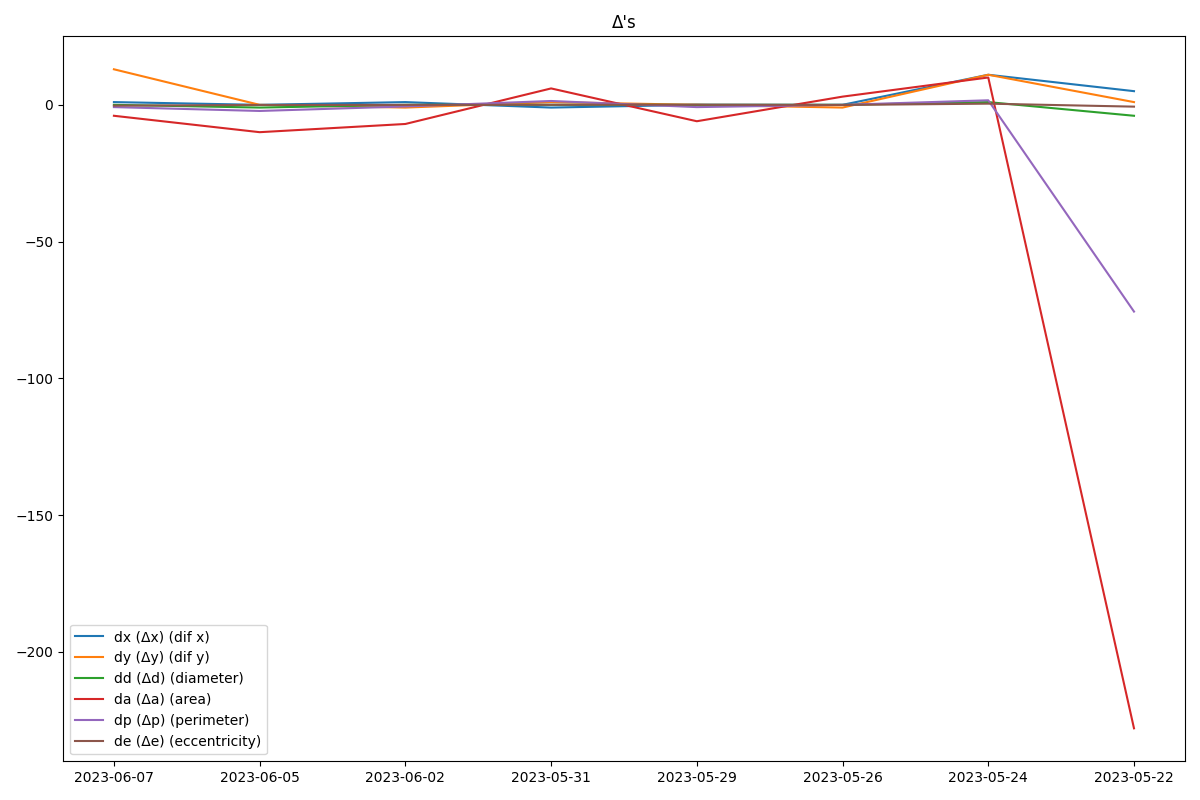 Δ's
0
−50
−100
−150
−200
dx (Δx) (dif x)
dy (Δy) (dif y)
dd (Δd) (diameter)
da (Δa) (area)
dp (Δp) (perimeter)
de (Δe) (eccentricity)
2023-06-07 2023-06-05 2023-06-02 2023-05-31 2023-05-29 2023-05-26 2023-05-24 2023-05-22